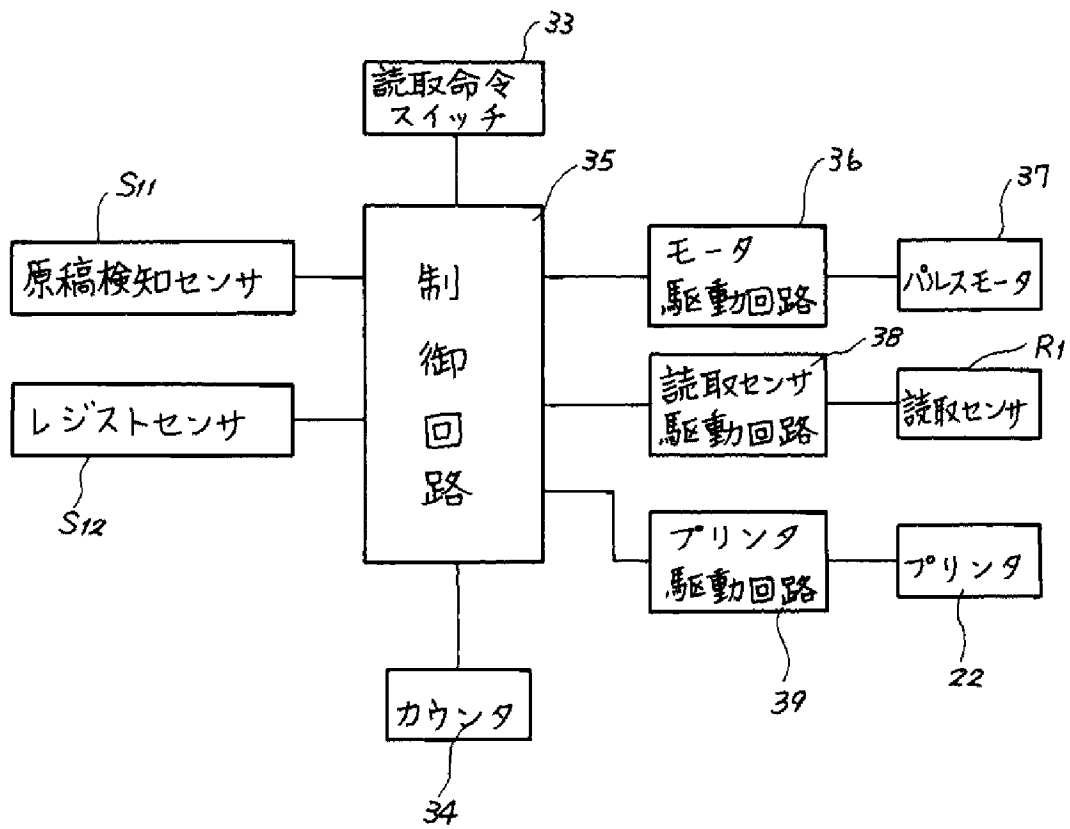 33
読取命令
スイッチ
35
36
37
S11
原稿検知センサ
制御回路
モータ
駆動回路
パルスモータ
38
R1
レジストセンサ
読取センサ
駆動回路
読取センサ
S12
プリンタ
駆動回路
プリンタ
39
22
カウンタ
34